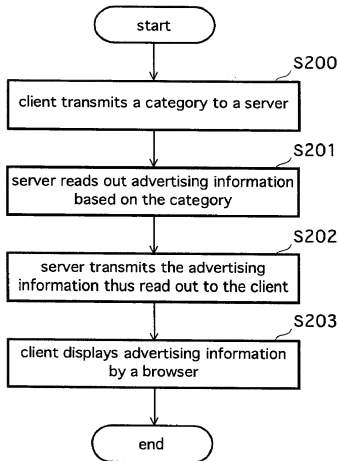 start
S200
client transmits a category to a server
S201
server reads out advertising information
based on the category
S202
server transmits the advertising
information thus read out to the client
S203
client displays advertising information
by a browser
end